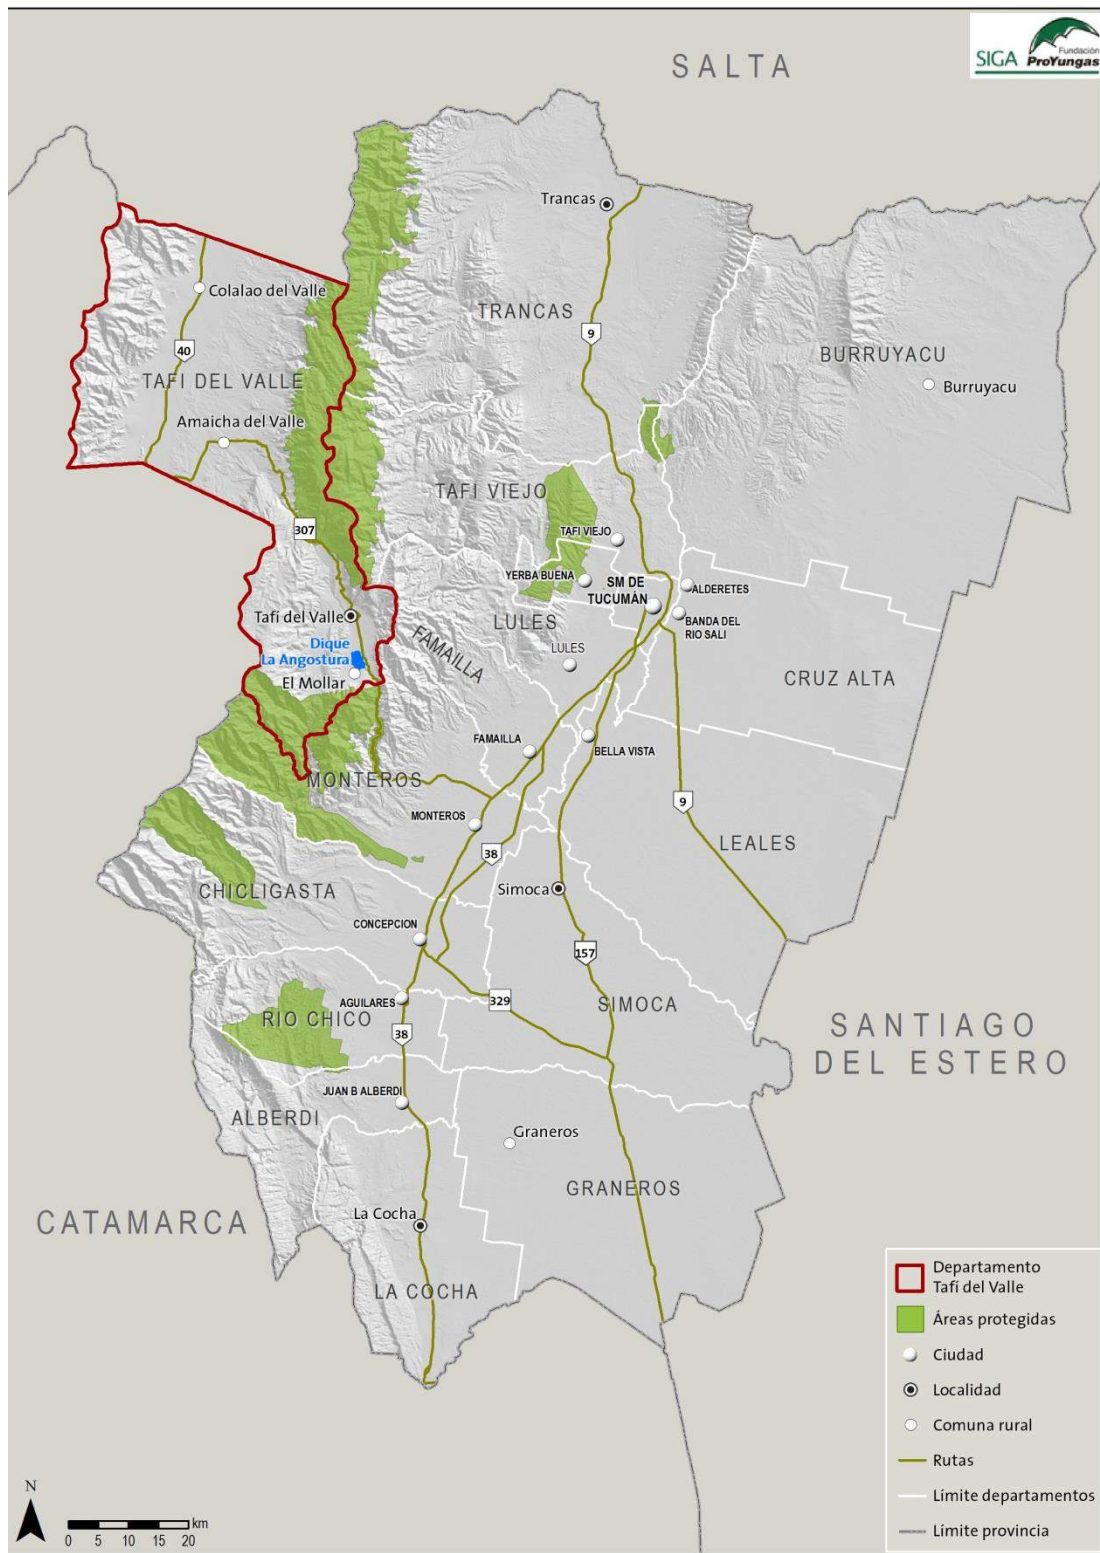 SIGA
Fundación
ProYungas
SALTA
Trancas
Colalao del Valle
TRANCAS
9
BURRUYACU
40
TAFI DEL VALLE
Burruyacu
Amaicha del Valle
TAFI VIEJO
307
TAFI VIEJO
YERBA BUENA
SM DE
TUCUMÁN
ALDERETES
Tafí del Valle
LULES
BANDA DEL
RIO SALI
Dique
La Angostura
FAMAILLA
LULES
El Mollar
CRUZ ALTA
FAMAILLA
BELLA VISTA
MONTEROS
9
MONTEROS
LEALES
38
CHICLIGASTA
Simoca
CONCEPCION
157
AGUILARES
329
SIMOCA
RIO CHICO
SANTIAGO
DEL ESTERO
38
JUAN B ALBERDI
ALBERDI
Graneros
GRANEROS
CATAMARCA
La Cocha
LA COCHA
Departamento
Tafí del Valle
Áreas protegidas
Ciudad
Localidad
Comuna rural
Rutas
Límite departamentos
Límite provincia
N
km
0 5 10 15 20